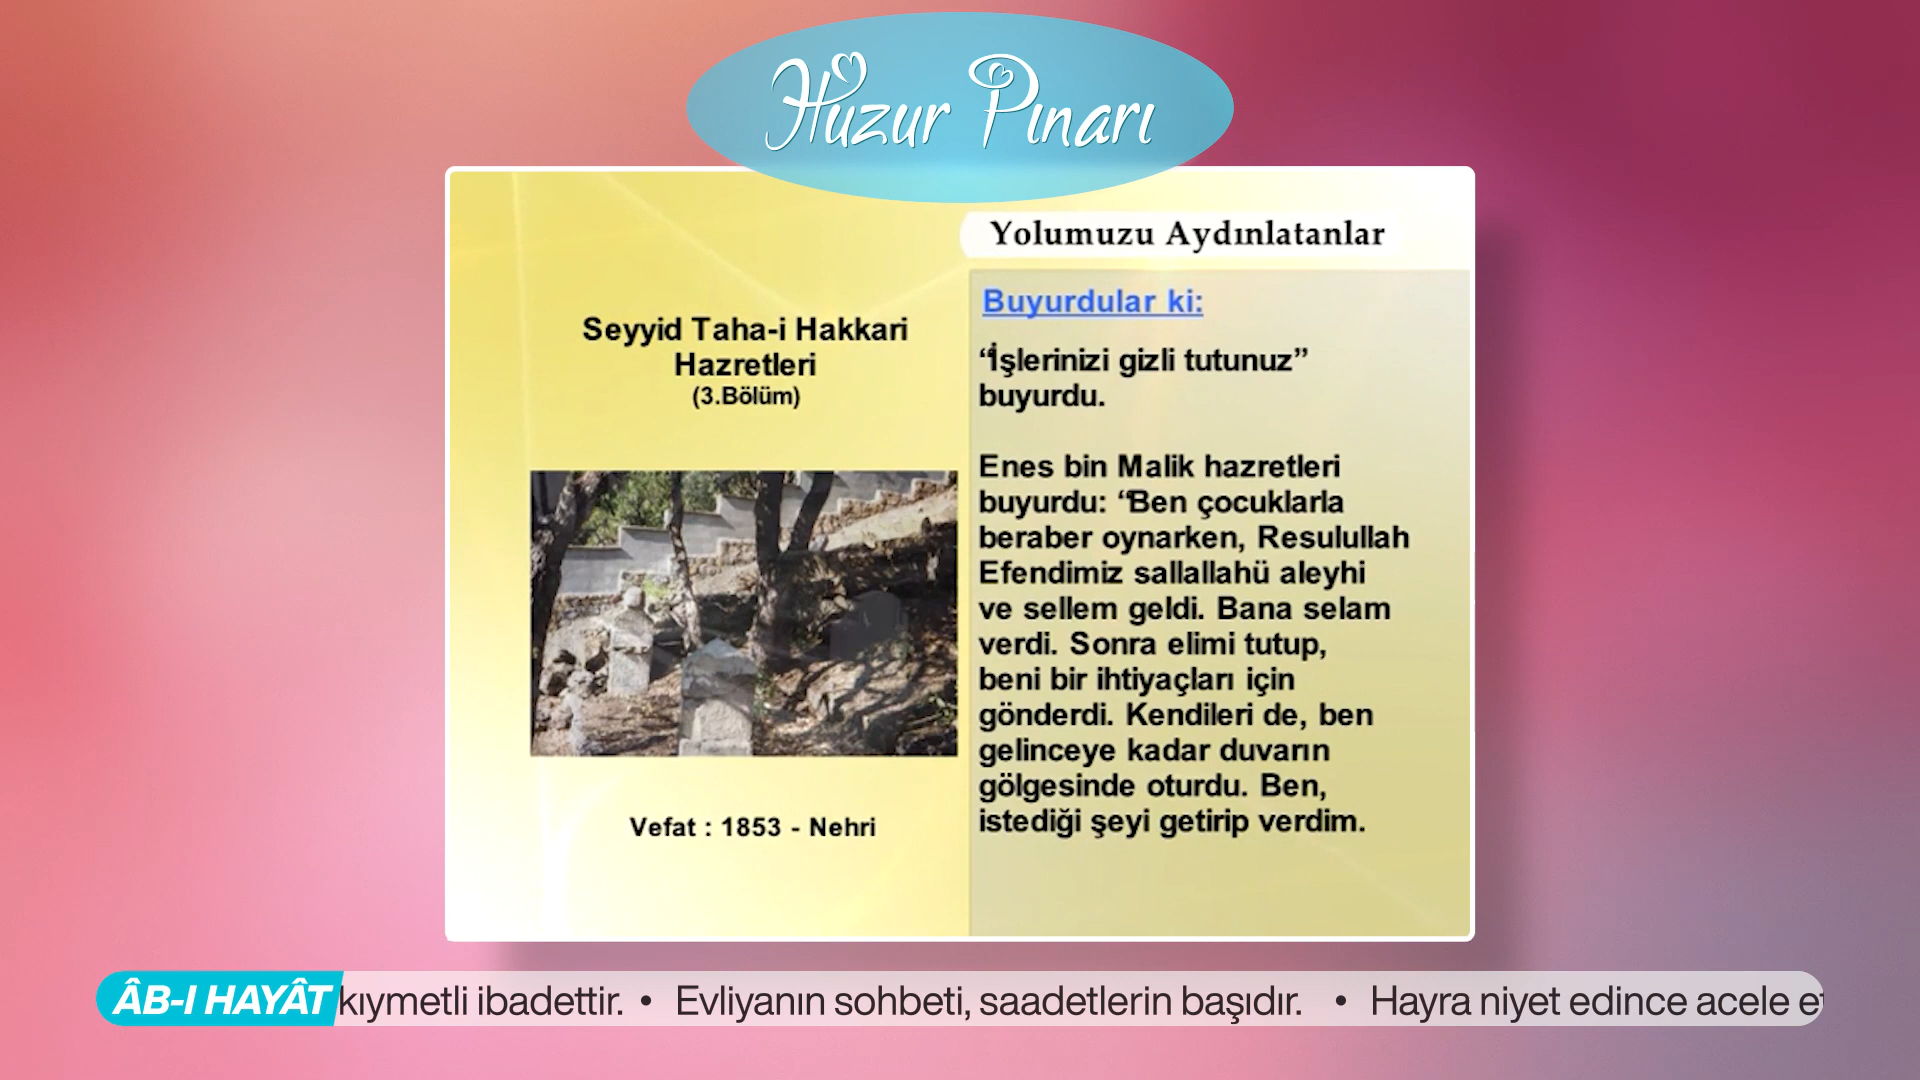 Huzur Pınarı
Yolumuzu Aydınlatanlar
Seyyid Taha-i Hakkari
Hazretleri
(3.Bölüm)
Vefat : 1853 - Nehri
Buyurdular ki:
“İşlerinizi gizli tutunuz”
buyurdu.
Enes bin Malik hazretleri
buyurdu: “Ben çocuklarla
beraber oynarken, Resulullah
Efendimiz sallallahü aleyhi
ve sellem geldi. Bana selam
verdi. Sonra elimi tutup,
beni bir ihtiyaçları için
gönderdi. Kendileri de, ben
gelinceye kadar duvarın
gölgesinde oturdu. Ben,
istediği şeyi getirip verdim.
ÂB-I HAYÂT kıymetli ibadettir. • Evliyanın sohbeti, saadetlerin başıdır. • Hayra niyet edince acele